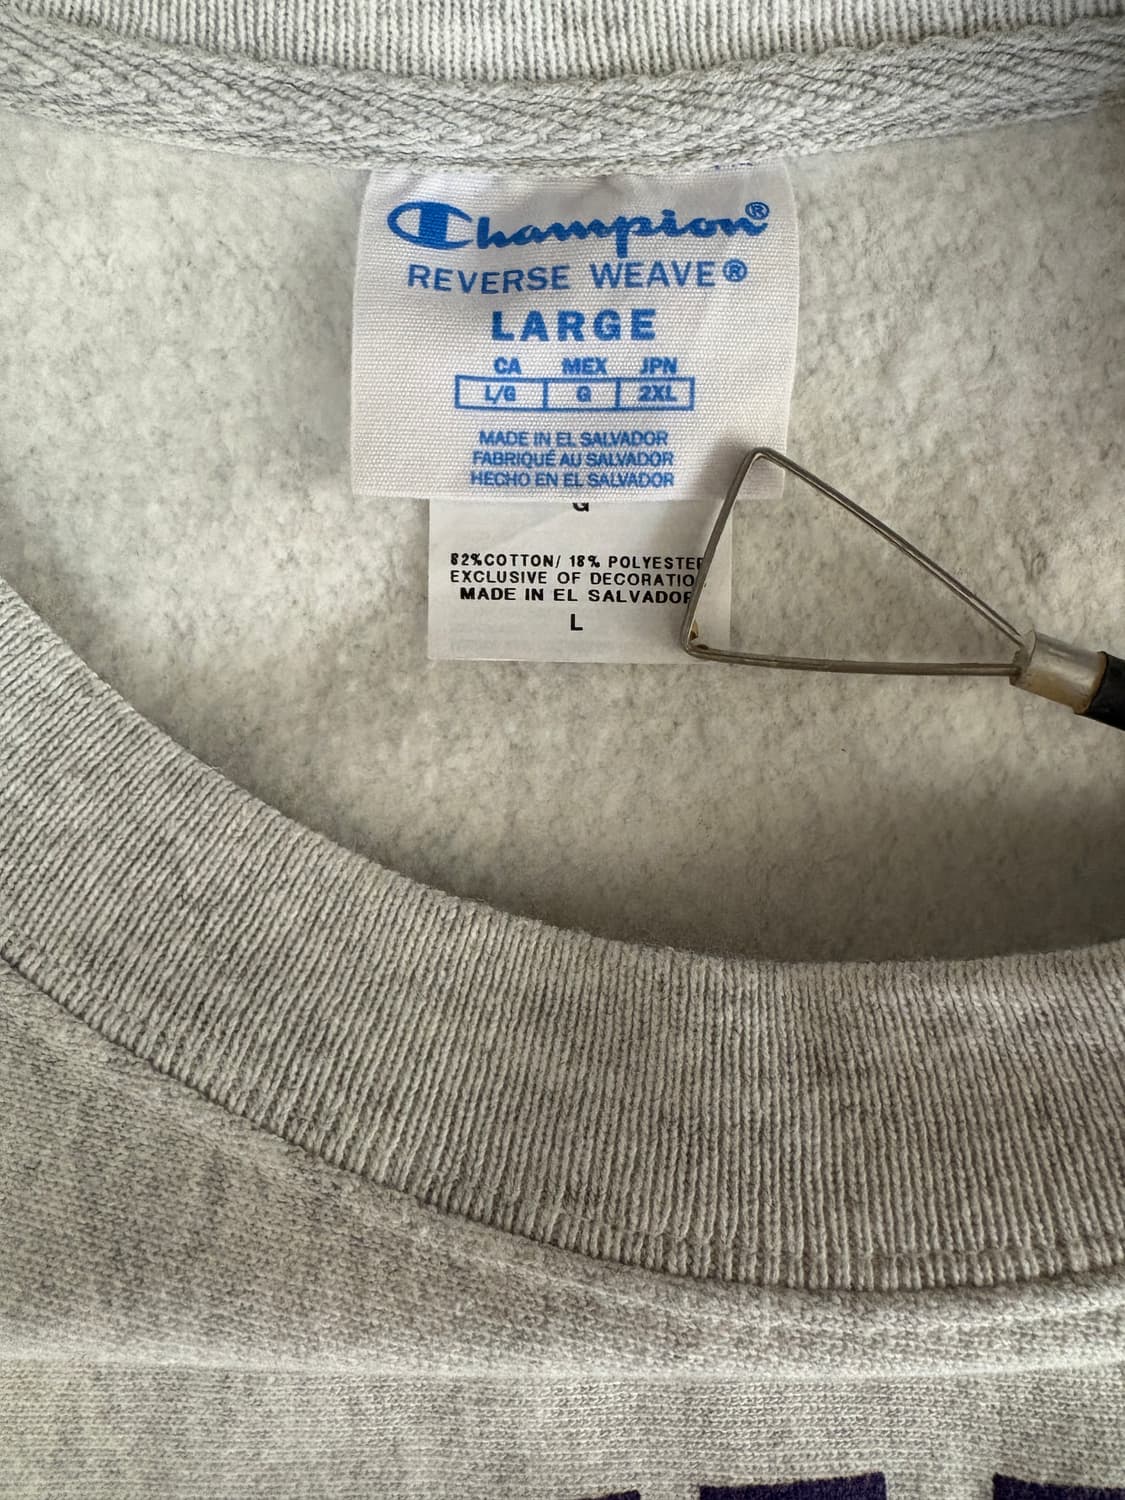 Champion®
REVERSE WEAVE®
LARGE
CA MEX JPN
L/G G 2XL
MADE IN EL SALVADOR
FABRIQUÉ AU SALVADOR
HECHO EN EL SALVADOR
G
82%COTTON/ 18% POLYESTER
EXCLUSIVE OF DECORATIO
MADE IN EL SALVADOR
L